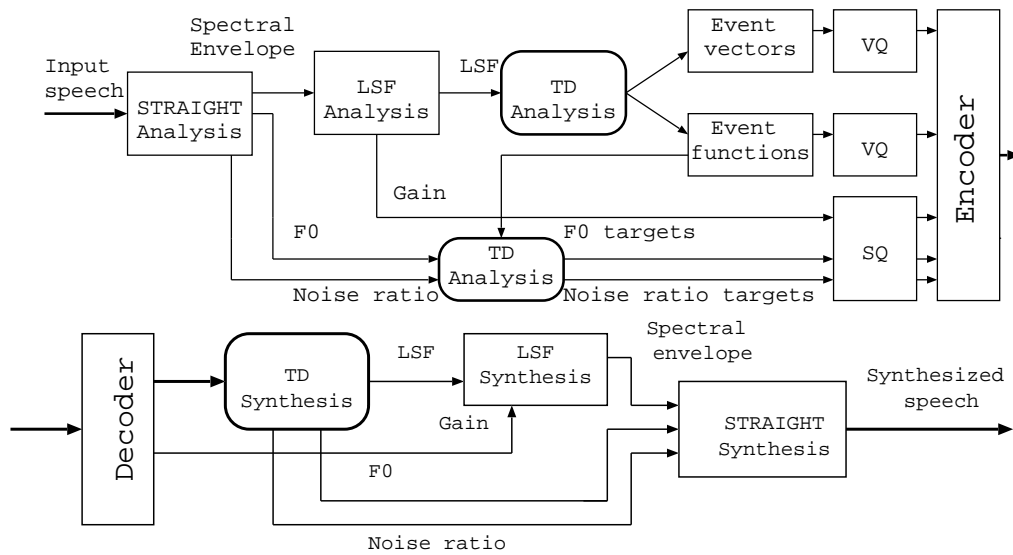 Spectral
Envelope
Input
speech
STRAIGHT
Analysis
LSF
Analysis
LSF
TD
Analysis
Event
vectors
VQ
Event
functions
VQ
Encoder
Gain
F0
F0 targets
TD
Analysis
SQ
Noise ratio
Noise ratio targets
Decoder
TD
Synthesis
LSF
LSF
Synthesis
Spectral
envelope
Gain
F0
STRAIGHT
Synthesis
Synthesized
speech
Noise ratio